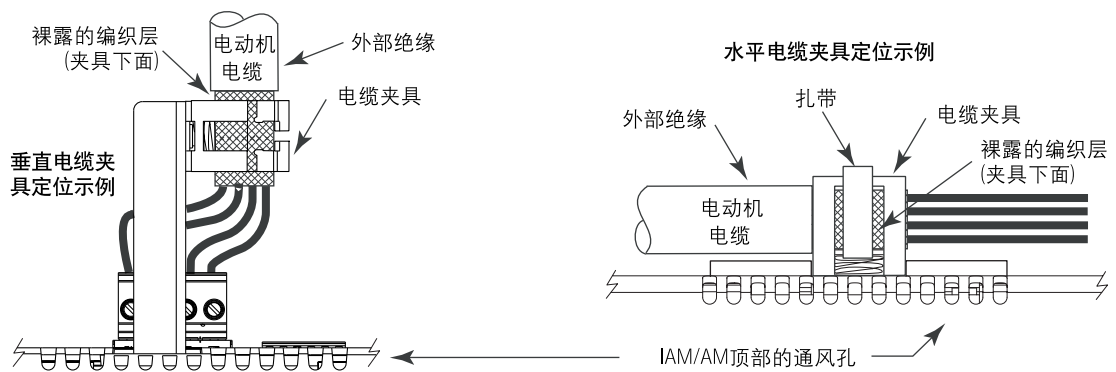 裸露的编织层
(夹具下面)
电动机
电缆
外部绝缘
电缆夹具
垂直电缆夹
具定位示例
水平电缆夹具定位示例
扎带
外部绝缘
电缆夹具
裸露的编织层
(夹具下面)
电动机
电缆
IAM/AM顶部的通风孔